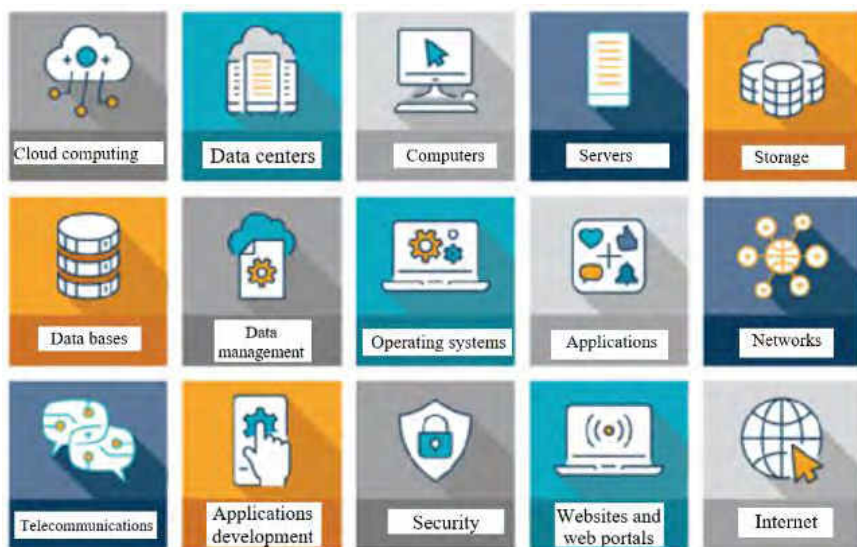 Cloud computing
Data centers
Computers
Servers
Storage
Data bases
Data
management
Operating systems
Applications
Networks
Telecommunications
Applications
development
Security
Websites and
web portals
Internet